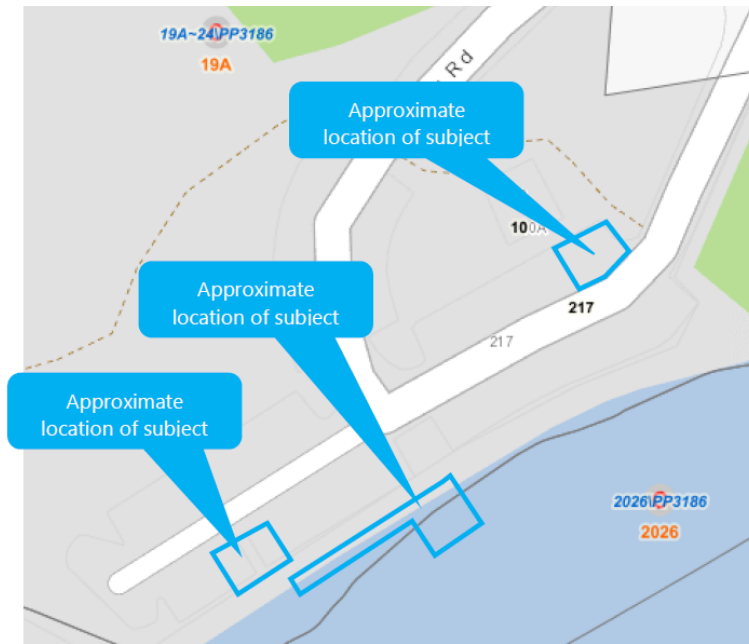 19A~24\PP3186
19A
Rd
Approximate
location of subject
100A
217
217
Approximate
location of subject
Approximate
location of subject
2026\PP3186
2026